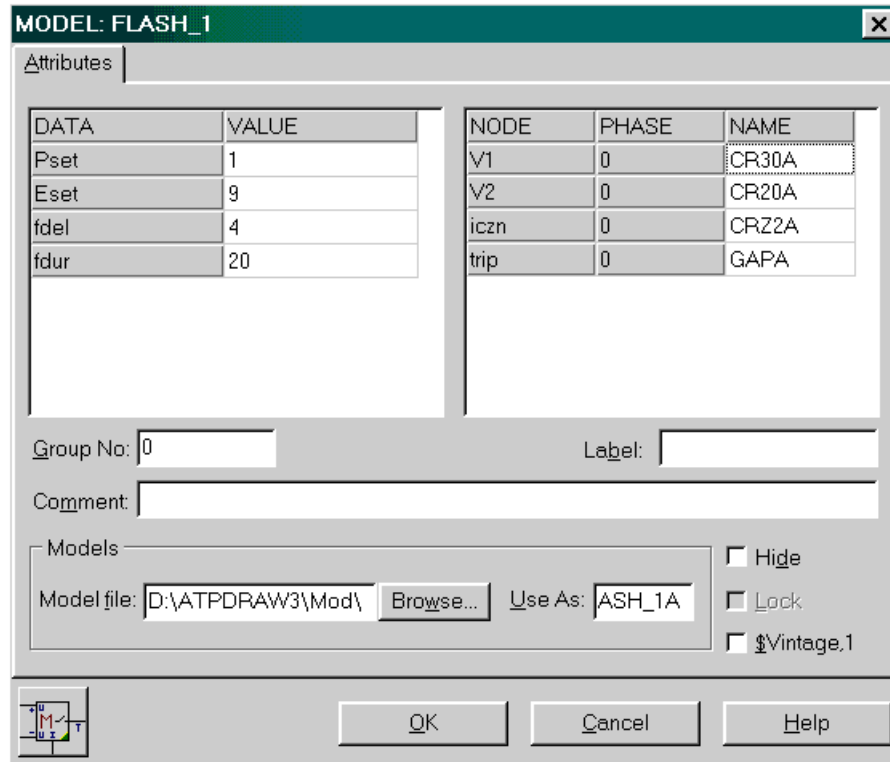 MODEL: FLASH_1
Attributes
DATA VALUE
Pset 1
Eset 9
fdel 4
fdur 20
NODE PHASE NAME
V1 0 CR30A
V2 0 CR20A
iczn 0 CRZ2A
trip 0 GAPA
Group No: 0 Label:
Comment:
Models
Model file: D:\ATPDRAW3\Mod\ Browse... Use As: ASH_1A
Hide
Lock
$Vintage,1
+ U M T
- U I
OK Cancel Help